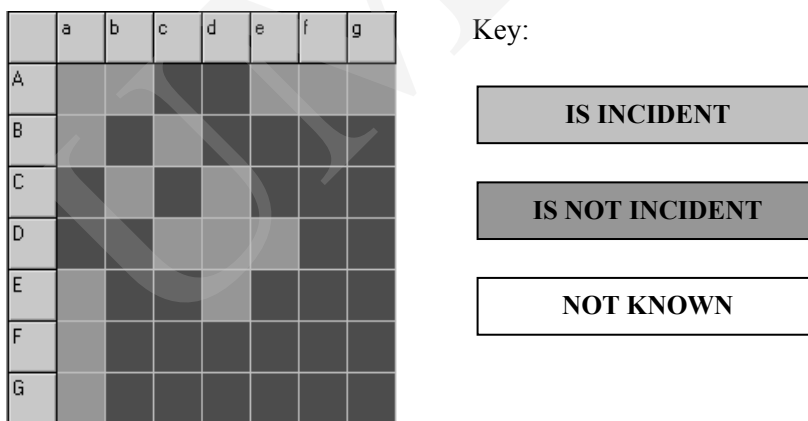 a b c d e f g
Key:
A
IS INCIDENT
B
C
IS NOT INCIDENT
D
E
NOT KNOWN
F
G